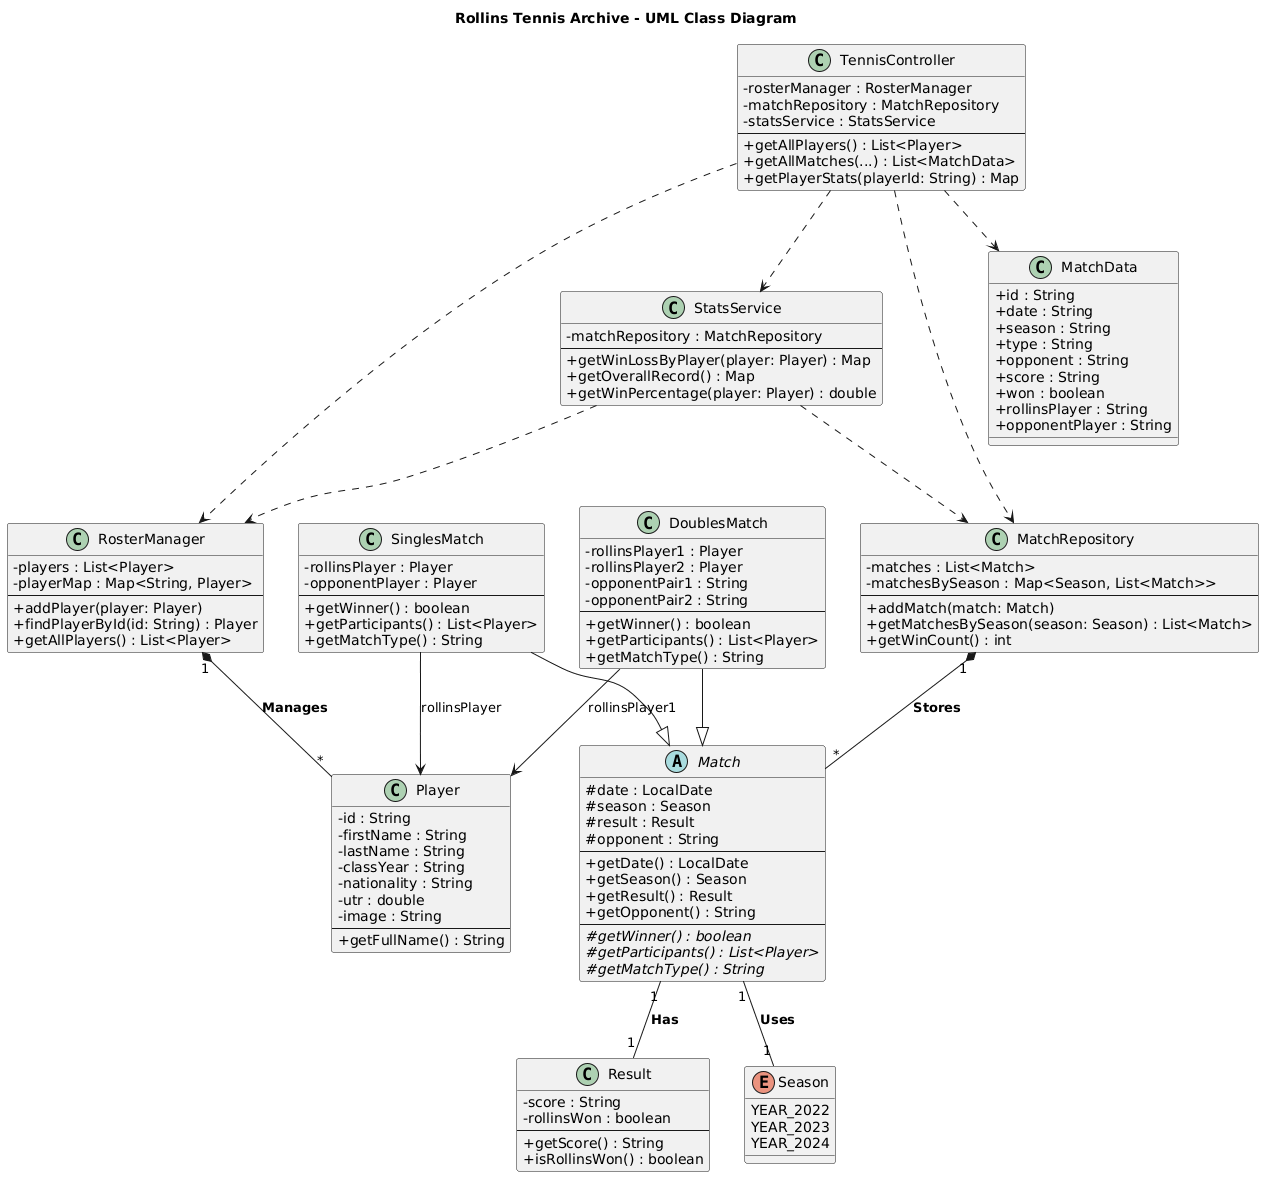 Rollins Tennis Archive - UML Class Diagram
C TennisController
-rosterManager : RosterManager
-matchRepository : MatchRepository
-statsService : StatsService
+getAllPlayers() : List<Player>
+getAllMatches(...) : List<MatchData>
+getPlayerStats(playerId: String) : Map
C MatchData
+id : String
+date : String
+season : String
+type : String
+opponent : String
+score : String
+won : boolean
+rollinsPlayer : String
+opponentPlayer : String
C StatsService
-matchRepository : MatchRepository
+getWinLossByPlayer(player: Player) : Map
+getOverallRecord() : Map
+getWinPercentage(player: Player) : double
C RosterManager
-players : List<Player>
-playerMap : Map<String, Player>
+addPlayer(player: Player)
+findPlayerById(id: String) : Player
+getAllPlayers() : List<Player>
C SinglesMatch
-rollinsPlayer : Player
-opponentPlayer : Player
+getWinner() : boolean
+getParticipants() : List<Player>
+getMatchType() : String
C DoublesMatch
-rollinsPlayer1 : Player
-rollinsPlayer2 : Player
-opponentPair1 : String
-opponentPair2 : String
+getWinner() : boolean
+getParticipants() : List<Player>
+getMatchType() : String
C MatchRepository
-matches : List<Match>
-matchesBySeason : Map<Season, List<Match>>
+addMatch(match: Match)
+getMatchesBySeason(season: Season) : List<Match>
+getWinCount() : int
1
Manages
*
rollinsPlayer
rollinsPlayer1
1
Stores
*
C Player
-id : String
-firstName : String
-lastName : String
-classYear : String
-nationality : String
-utr : double
-image : String
+getFullName() : String
A Match
#date : LocalDate
#season : Season
#result : Result
#opponent : String
+getDate() : LocalDate
+getSeason() : Season
+getResult() : Result
+getOpponent() : String
#getWinner() : boolean
#getParticipants() : List<Player>
#getMatchType() : String
1
Has
1
1
Uses
1
C Result
-score : String
-rollinsWon : boolean
+getScore() : String
+isRollinsWon() : boolean
E Season
YEAR_2022
YEAR_2023
YEAR_2024